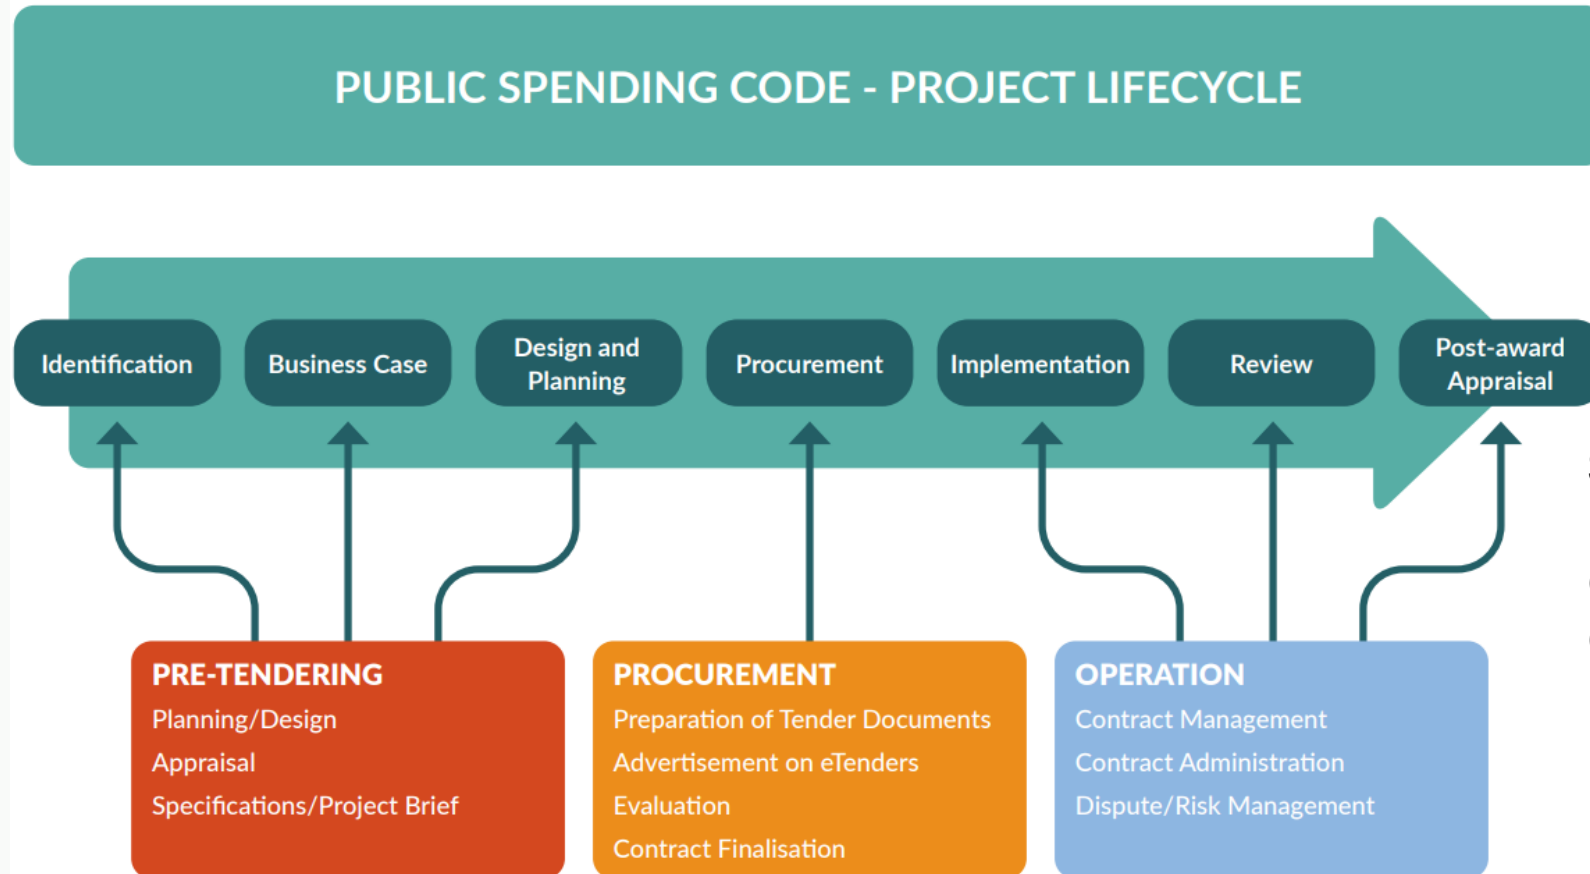 PUBLIC SPENDING CODE - PROJECT LIFECYCLE
Identification
Business Case
Design and
Planning
Procurement
Implementation
Review
Post-award
Appraisal
PRE-TENDERING
Planning/Design
Appraisal
Specifications/Project Brief
PROCUREMENT
Preparation of Tender Documents
Advertisement on eTenders
Evaluation
Contract Finalisation
OPERATION
Contract Management
Contract Administration
Dispute/Risk Management